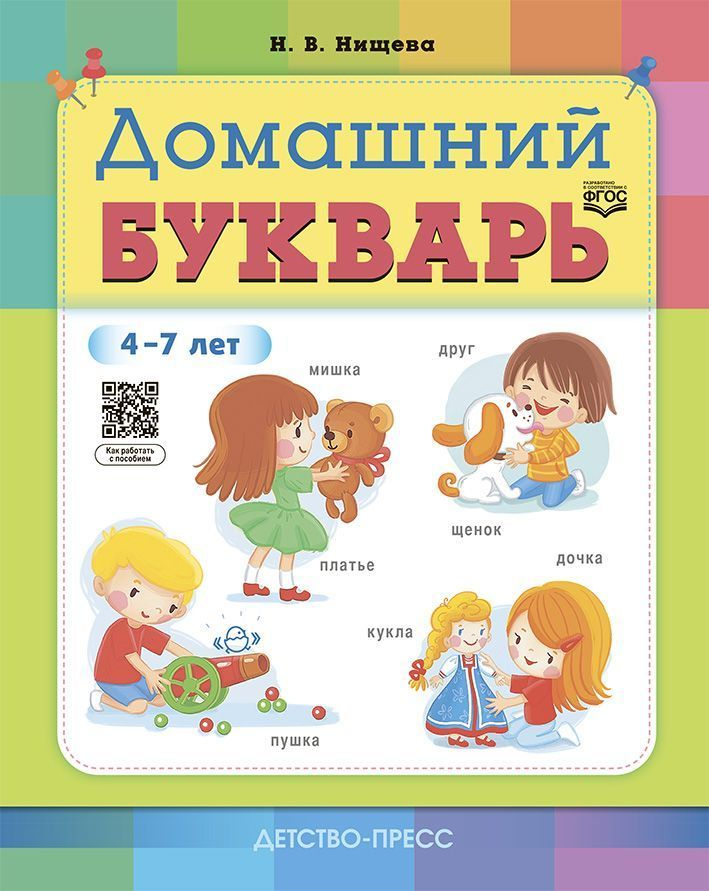 Н. В. Нищева
Домашний
БУКВАРЬ
РАЗРАБОТАНО
В СООТВЕТСТВИИ С
ФГОС
4–7 лет
Как работать
с пособием
мишка
друг
платье
щенок
дочка
кукла
пушка
ДЕТСТВО-ПРЕСС